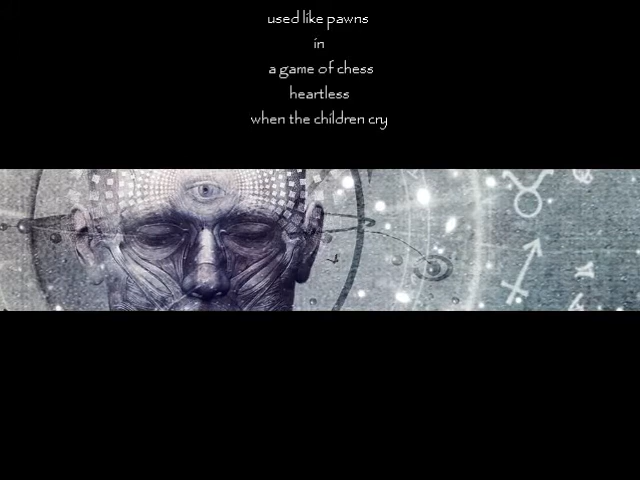 used like pawns
in
a game of chess
heartless
when the children cry